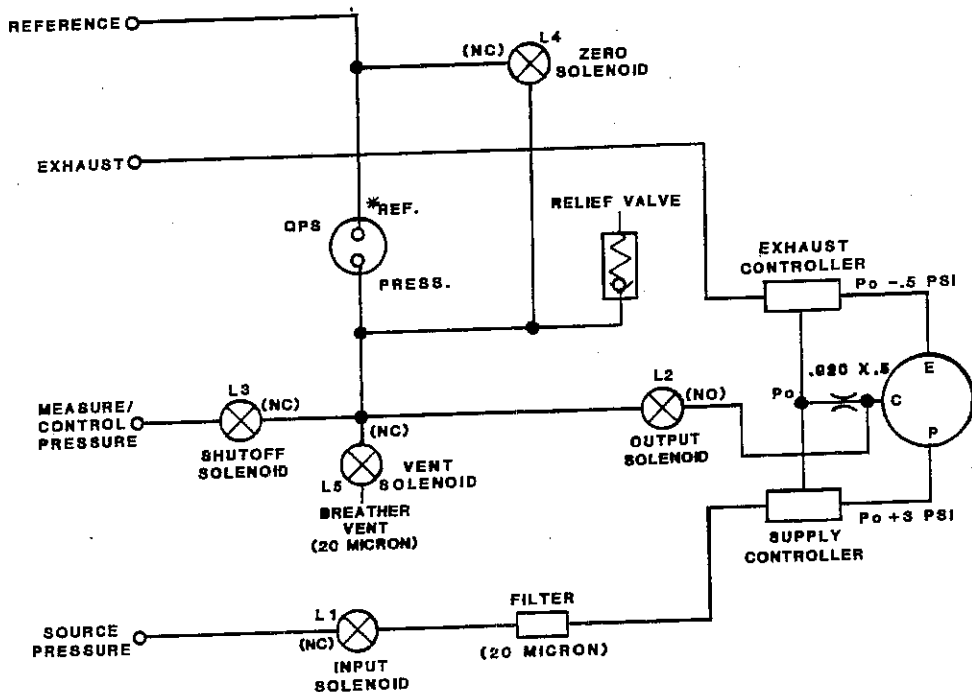 REFERENCE
L4
(NC)
ZERO
SOLENOID
EXHAUST
*REF.
QPS
PRESS.
RELIEF VALVE
EXHAUST
CONTROLLER
Po -.5 PSI
.020 X .5
E
C
P
Po
L3
(NC)
MEASURE/
CONTROL
PRESSURE
SHUTOFF
SOLENOID
(NC)
L5
VENT
SOLENOID
BREATHER
VENT
(20 MICRON)
L2
(NO)
OUTPUT
SOLENOID
Po +3 PSI
SUPPLY
CONTROLLER
SOURCE
PRESSURE
L1
(NC)
INPUT
SOLENOID
FILTER
(20 MICRON)